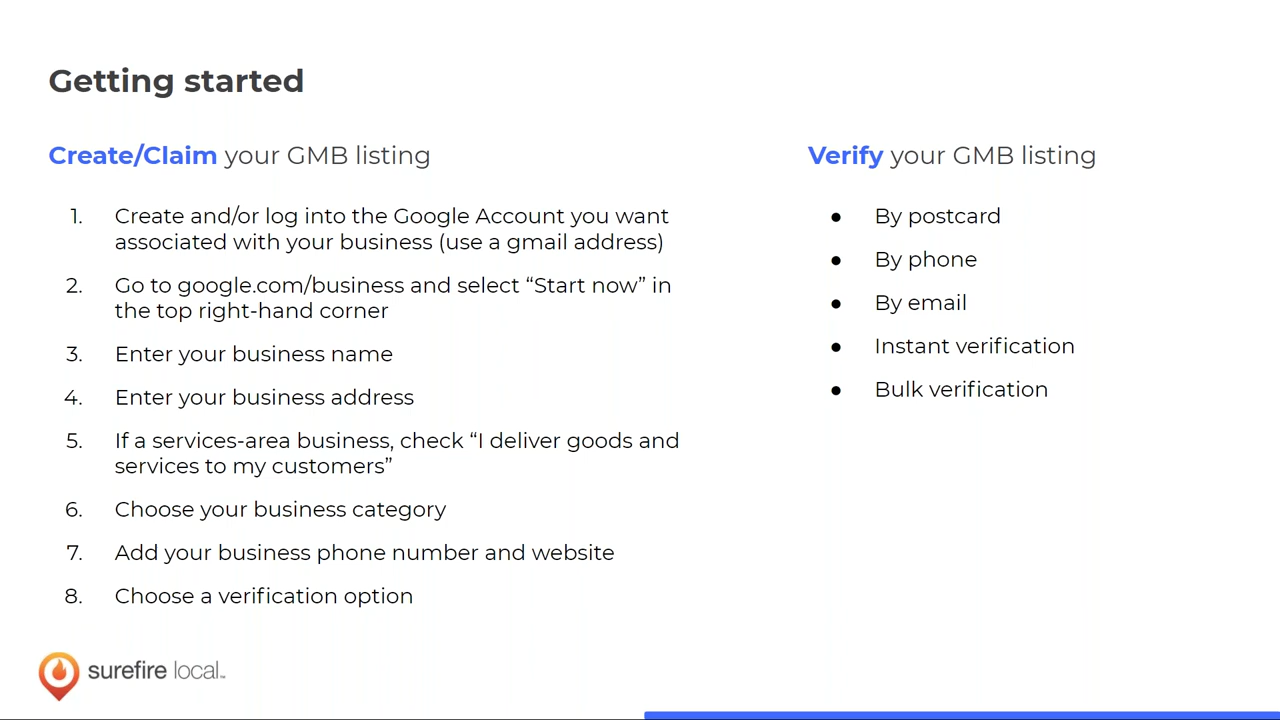 Getting started
Create/Claim your GMB listing
1. Create and/or log into the Google Account you want
associated with your business (use a gmail address)
2. Go to google.com/business and select “Start now” in
the top right-hand corner
3. Enter your business name
4. Enter your business address
5. If a services-area business, check “I deliver goods and
services to my customers”
6. Choose your business category
7. Add your business phone number and website
8. Choose a verification option
Verify your GMB listing
● By postcard
● By phone
● By email
● Instant verification
● Bulk verification
surefire local™